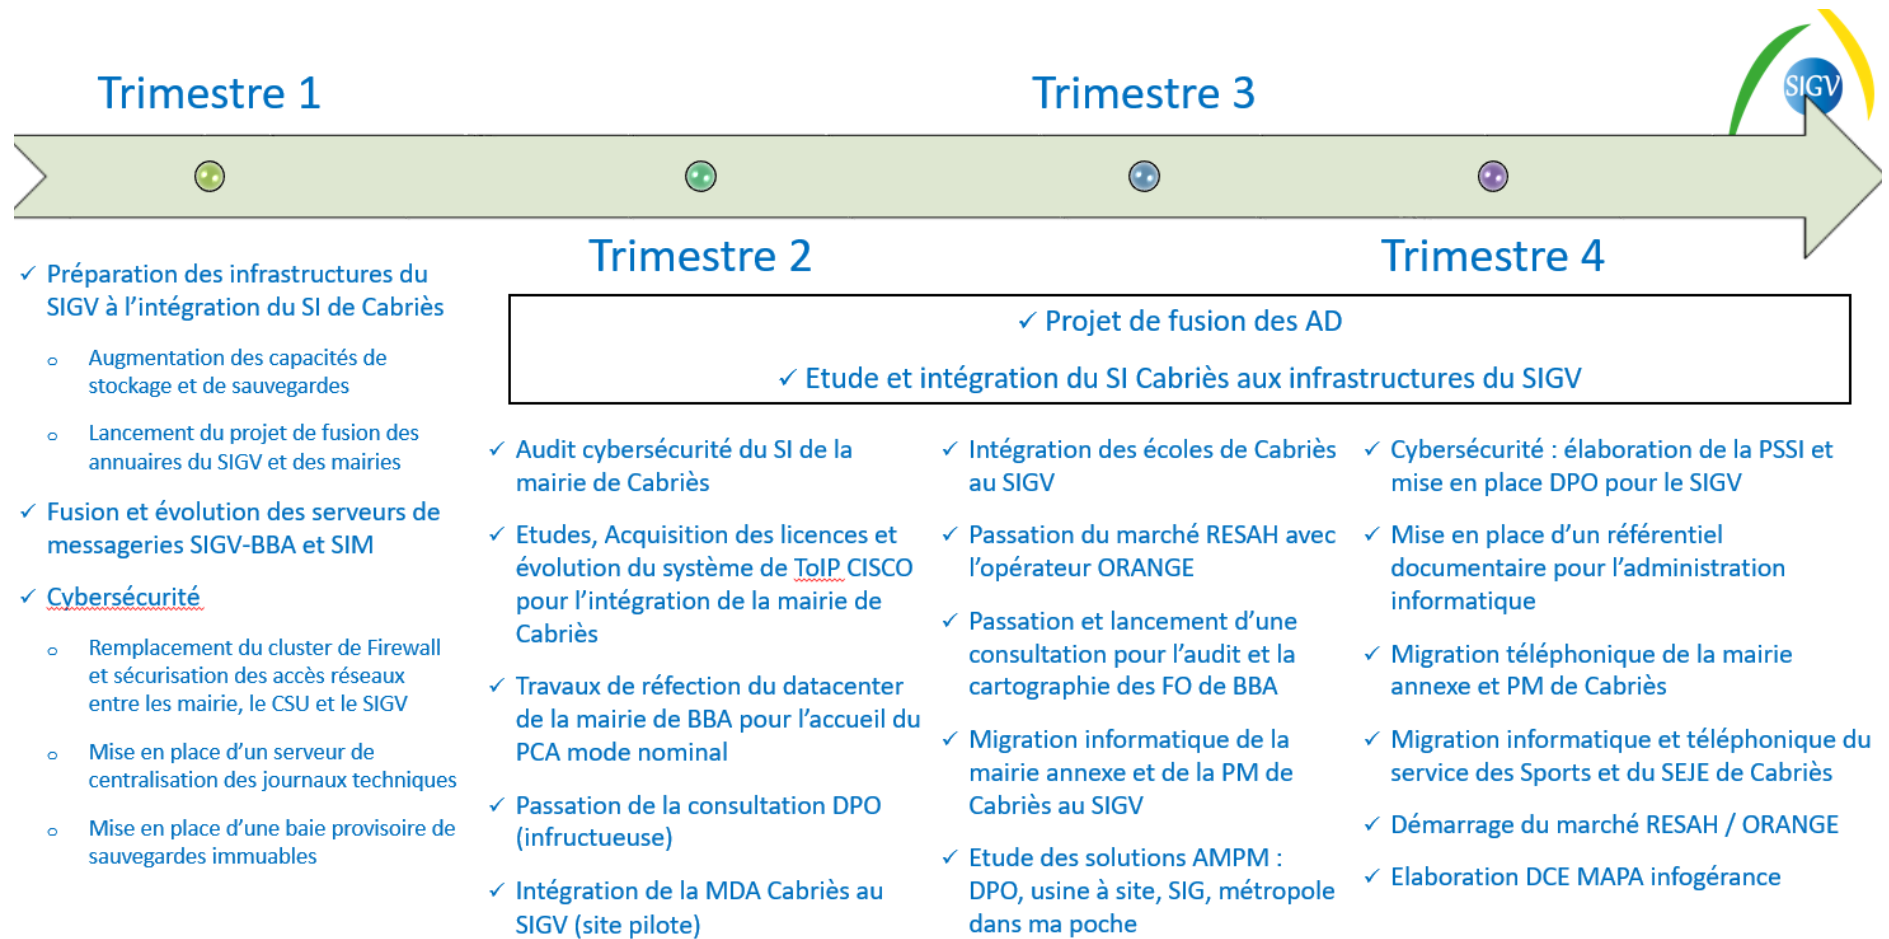 Trimestre 1
Trimestre 3
SIGV
Trimestre 2
Trimestre 4
✓ Préparation des infrastructures du
SIGV à l’intégration du SI de Cabriès
o Augmentation des capacités de
stockage et de sauvegardes
o Lancement du projet de fusion des
annuaires du SIGV et des mairies
✓ Fusion et évolution des serveurs de
messageries SIGV-BBA et SIM
✓ Cybersécurité
o Remplacement du cluster de Firewall
et sécurisation des accès réseaux
entre les mairie, le CSU et le SIGV
o Mise en place d’un serveur de
centralisation des journaux techniques
o Mise en place d’une baie provisoire de
sauvegardes immuables
✓ Projet de fusion des AD
✓ Etude et intégration du SI Cabriès aux infrastructures du SIGV
✓ Audit cybersécurité du SI de la
mairie de Cabriès
✓ Etudes, Acquisition des licences et
évolution du système de ToIP CISCO
pour l’intégration de la mairie de
Cabriès
✓ Travaux de réfection du datacenter
de la mairie de BBA pour l’accueil du
PCA mode nominal
✓ Passation de la consultation DPO
(infructueuse)
✓ Intégration de la MDA Cabriès au
SIGV (site pilote)
✓ Intégration des écoles de Cabriès
au SIGV
✓ Passation du marché RESAH avec
l’opérateur ORANGE
✓ Passation et lancement d’une
consultation pour l’audit et la
cartographie des FO de BBA
✓ Migration informatique de la
mairie annexe et de la PM de
Cabriès au SIGV
✓ Etude des solutions AMPM :
DPO, usine à site, SIG, métropole
dans ma poche
✓ Cybersécurité : élaboration de la PSSI et
mise en place DPO pour le SIGV
✓ Mise en place d’un référentiel
documentaire pour l’administration
informatique
✓ Migration téléphonique de la mairie
annexe et PM de Cabriès
✓ Migration informatique et téléphonique du
service des Sports et du SEJE de Cabriès
✓ Démarrage du marché RESAH / ORANGE
✓ Elaboration DCE MAPA infogérance